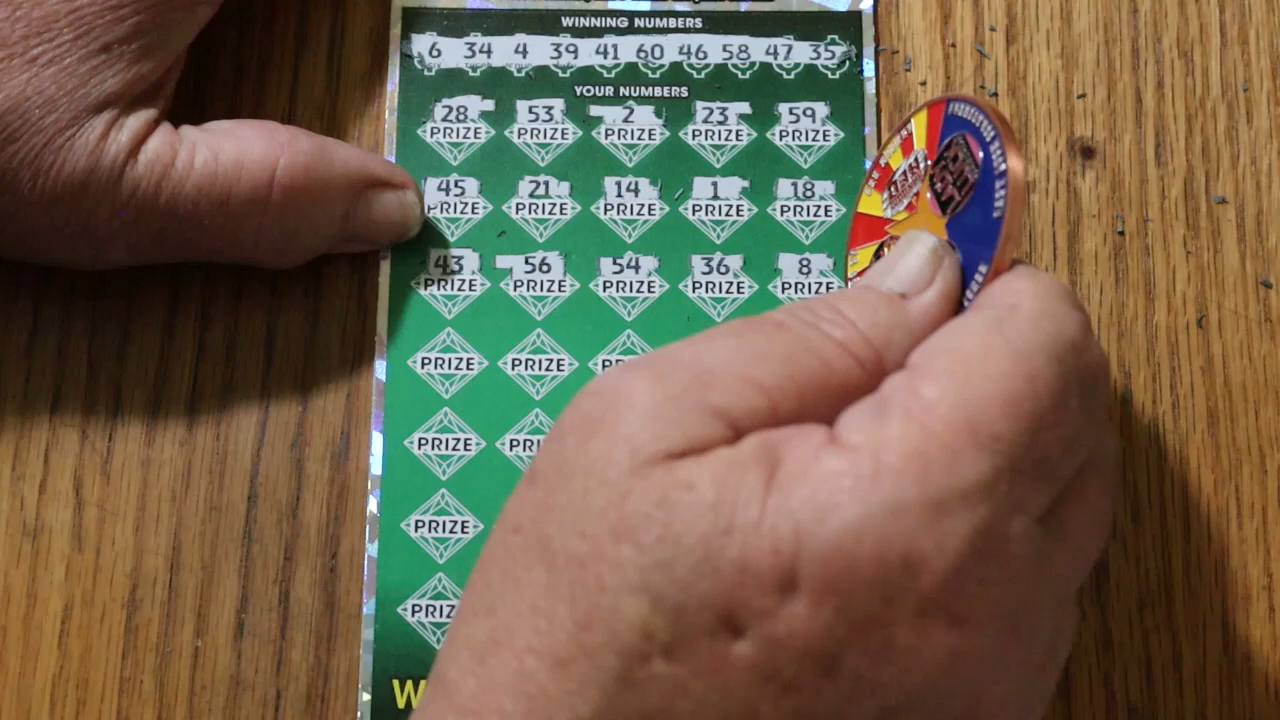 WINNING NUMBERS
6 34 4 39 41 60 46 58 47 35
YOUR NUMBERS
28 53 2 23 59
PRIZE PRIZE PRIZE PRIZE PRIZE
45 21 14 1 18
PRIZE PRIZE PRIZE PRIZE PRIZE
43 56 54 36 8
PRIZE PRIZE PRIZE PRIZE PRIZE
PRIZE PRIZE
PRIZE
PRIZE